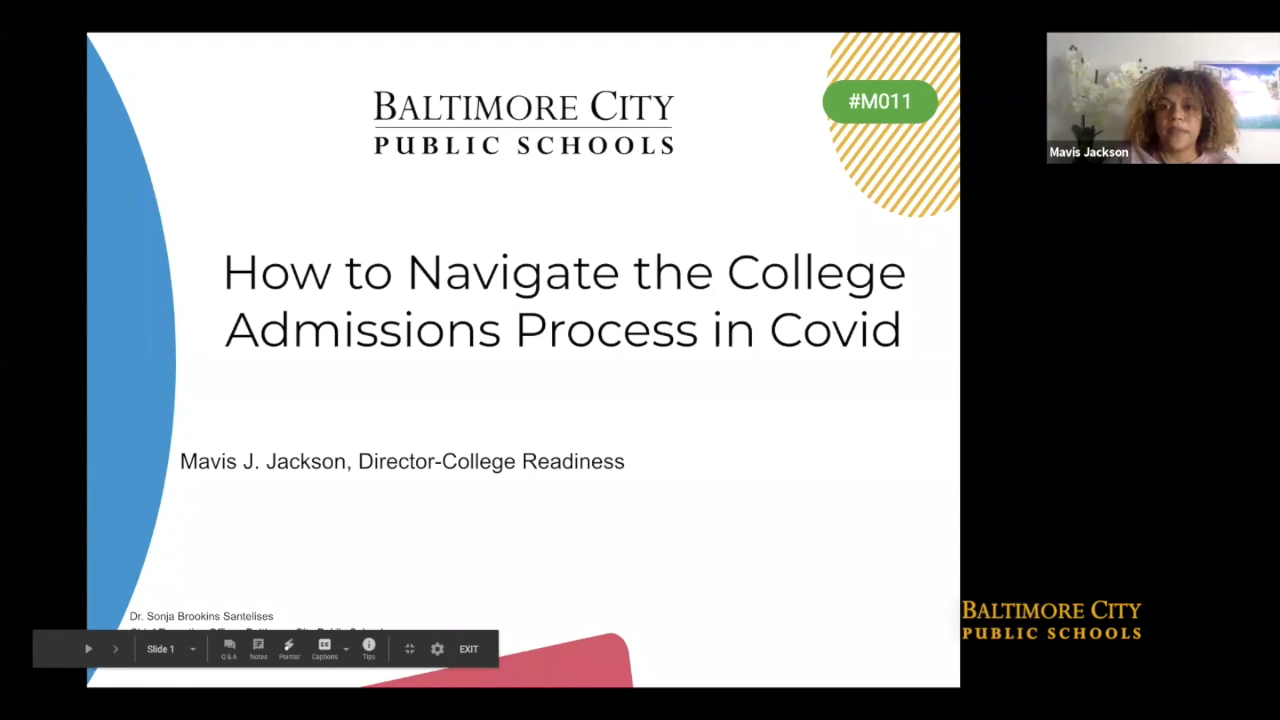 BALTIMORE CITY
PUBLIC SCHOOLS
#M011
How to Navigate the College
Admissions Process in Covid
Mavis J. Jackson, Director-College Readiness
Dr. Sonja Brookins Santelises
Slide 1
Q&A
Notes
Pointer
Captions
Tips
EXIT
Mavis Jackson
BALTIMORE CITY
PUBLIC SCHOOLS